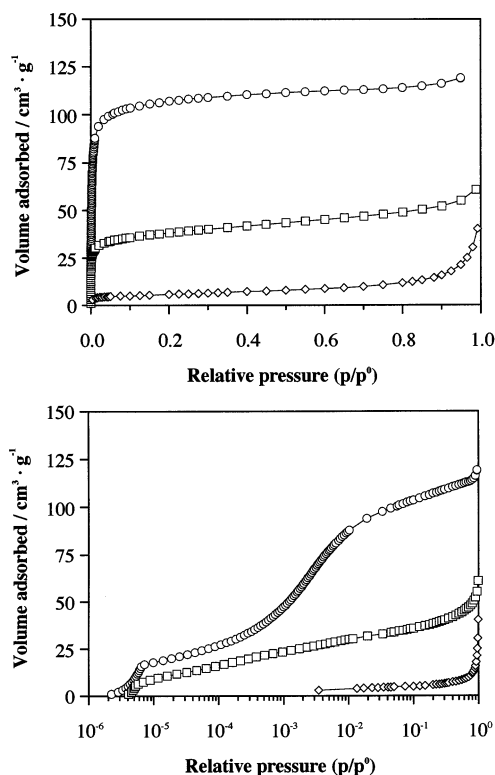 150
125
100
75
50
25
0
Volume adsorbed / cm³ · g⁻¹
0.0 0.2 0.4 0.6 0.8 1.0
Relative pressure (p/p⁰)
150
125
100
75
50
25
0
Volume adsorbed / cm³ · g⁻¹
10⁻⁶ 10⁻⁵ 10⁻⁴ 10⁻³ 10⁻² 10⁻¹ 10⁰
Relative pressure (p/p⁰)